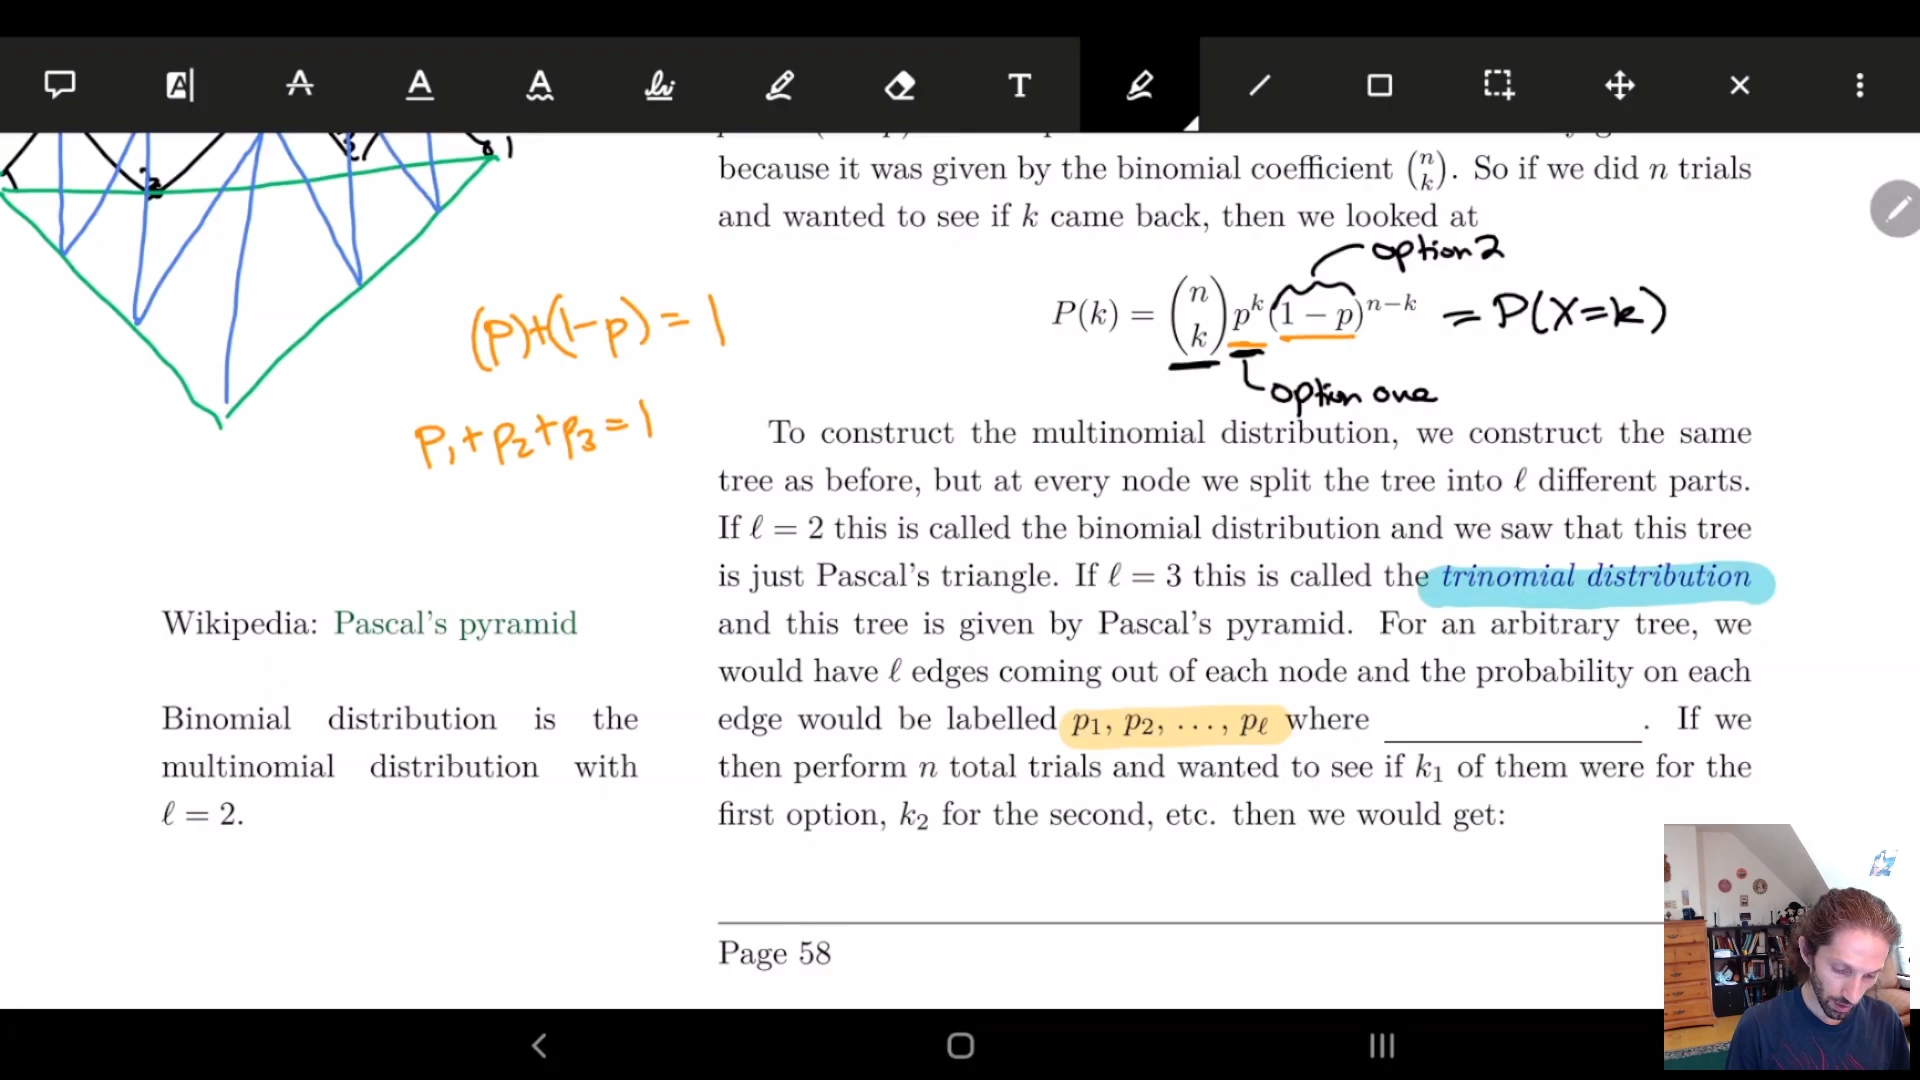 because it was given by the binomial coefficient (n k). So if we did n trials
and wanted to see if k came back, then we looked at
option 2
P(k) = (n k) p^k (1 − p)^{n−k} = P(X=k)
option one
(p)+(1-p) = 1
p₁+p₂+p₃=1
To construct the multinomial distribution, we construct the same
tree as before, but at every node we split the tree into ℓ different parts.
If ℓ = 2 this is called the binomial distribution and we saw that this tree
is just Pascal's triangle. If ℓ = 3 this is called the trinomial distribution
and this tree is given by Pascal's pyramid. For an arbitrary tree, we
would have ℓ edges coming out of each node and the probability on each
edge would be labelled p₁, p₂, . . . , pℓ where ______________. If we
then perform n total trials and wanted to see if k₁ of them were for the
first option, k₂ for the second, etc. then we would get:
Wikipedia: Pascal's pyramid
Binomial distribution is the
multinomial distribution with
ℓ = 2.
Page 58